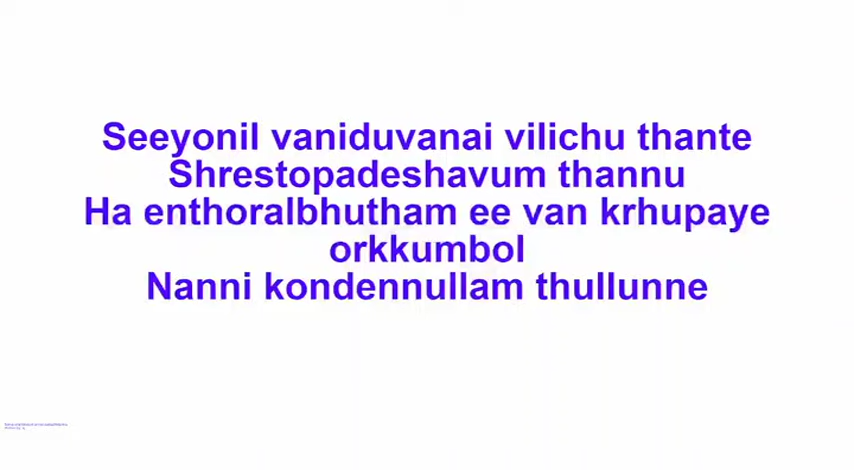 Seeyonil vaniduvanai vilichu thante
Shrestopadeshavum thannu
Ha enthoralbhutham ee van krhupaye
orkkumbol
Nanni kondennullam thullunne